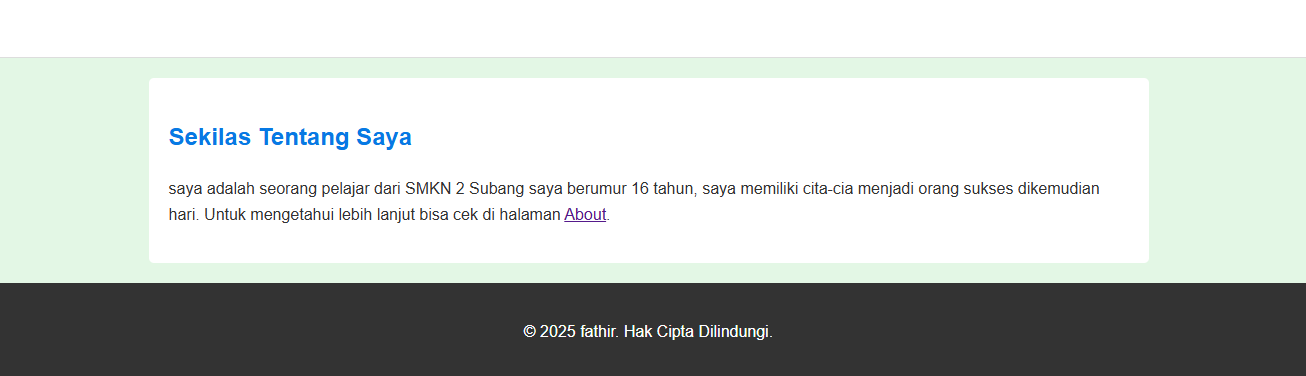 Sekilas Tentang Saya
saya adalah seorang pelajar dari SMKN 2 Subang saya berumur 16 tahun, saya memiliki cita-cia menjadi orang sukses dikemudian
hari. Untuk mengetahui lebih lanjut bisa cek di halaman About.
© 2025 fathir. Hak Cipta Dilindungi.